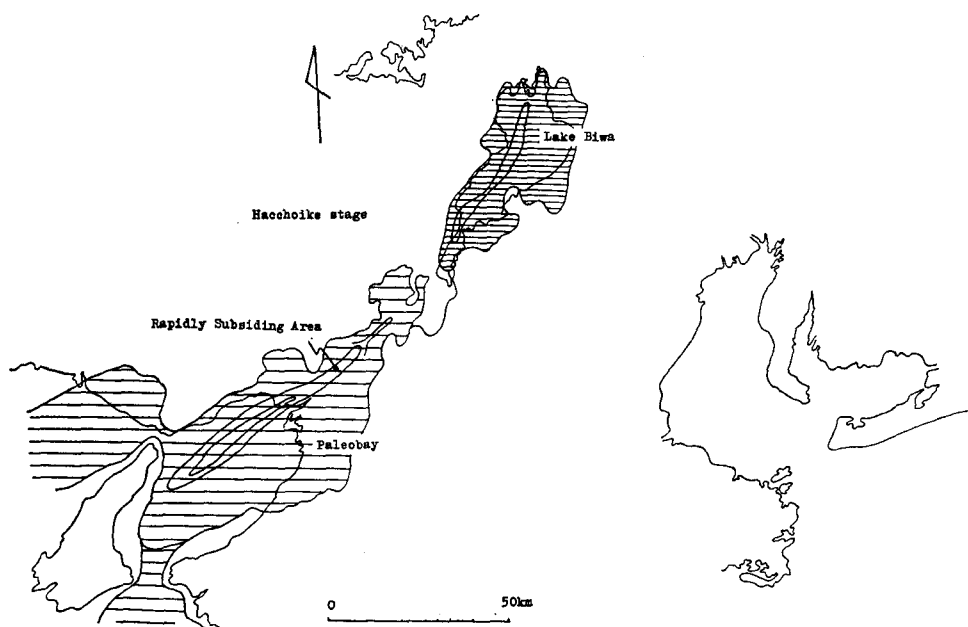 Lake Biwa
Hacchoike stage
Rapidly Subsiding Area
Paleobay
0 50km